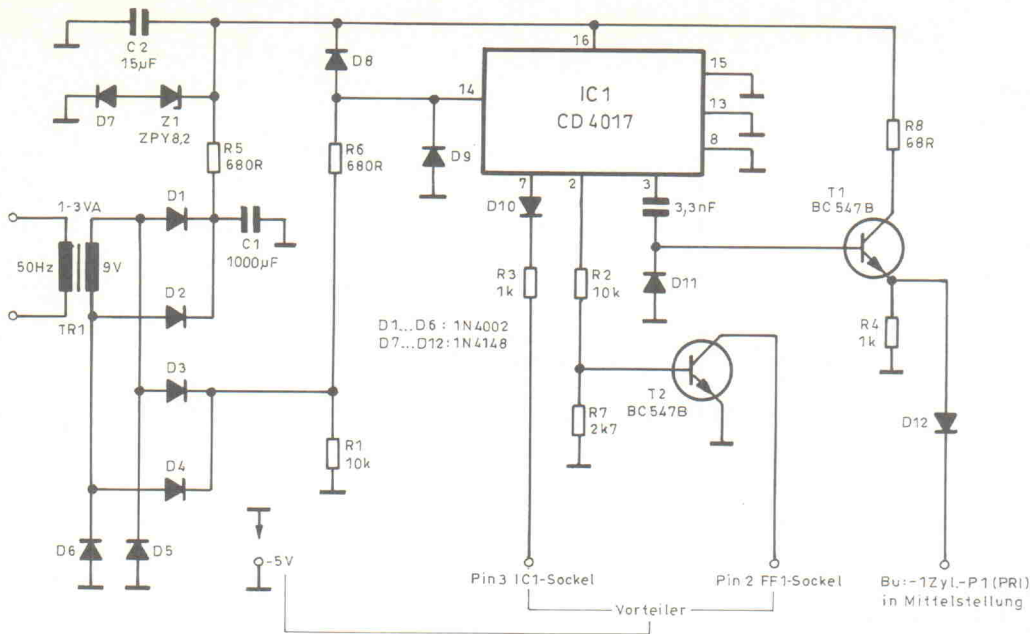 C2
15µF
16
D8
14
IC1
CD4017
15
13
8
R8
68R
D7
Z1
ZPY8,2
R5
680R
R6
680R
D9
7
2
3
T1
BC547B
1-3VA
D1
D10
3,3nF
C1
1000µF
50Hz
9V
D2
R3
1k
R2
10k
D11
TR1
D1...D6: 1N4002
D7...D12: 1N4148
R4
1k
D3
T2
BC547B
R7
2k7
D12
R1
10k
D4
D6
D5
-5V
Pin 3 IC1-Sockel
Pin 2 FF1-Sockel
Bu:-1Zyl.-P1(PRI)
in Mittelstellung
Vorteiler